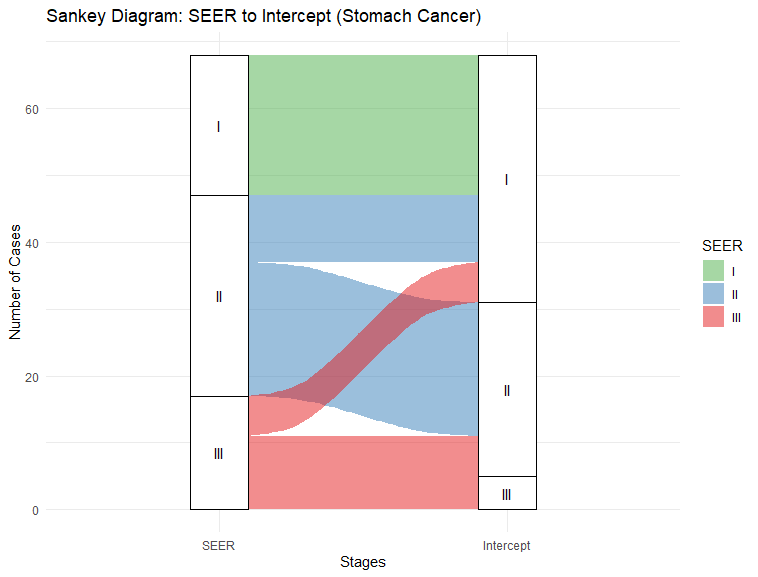 Sankey Diagram: SEER to Intercept (Stomach Cancer)
Number of Cases
60
40
20
0
I
II
III
I
II
III
SEER
Intercept
Stages
SEER
I
II
III